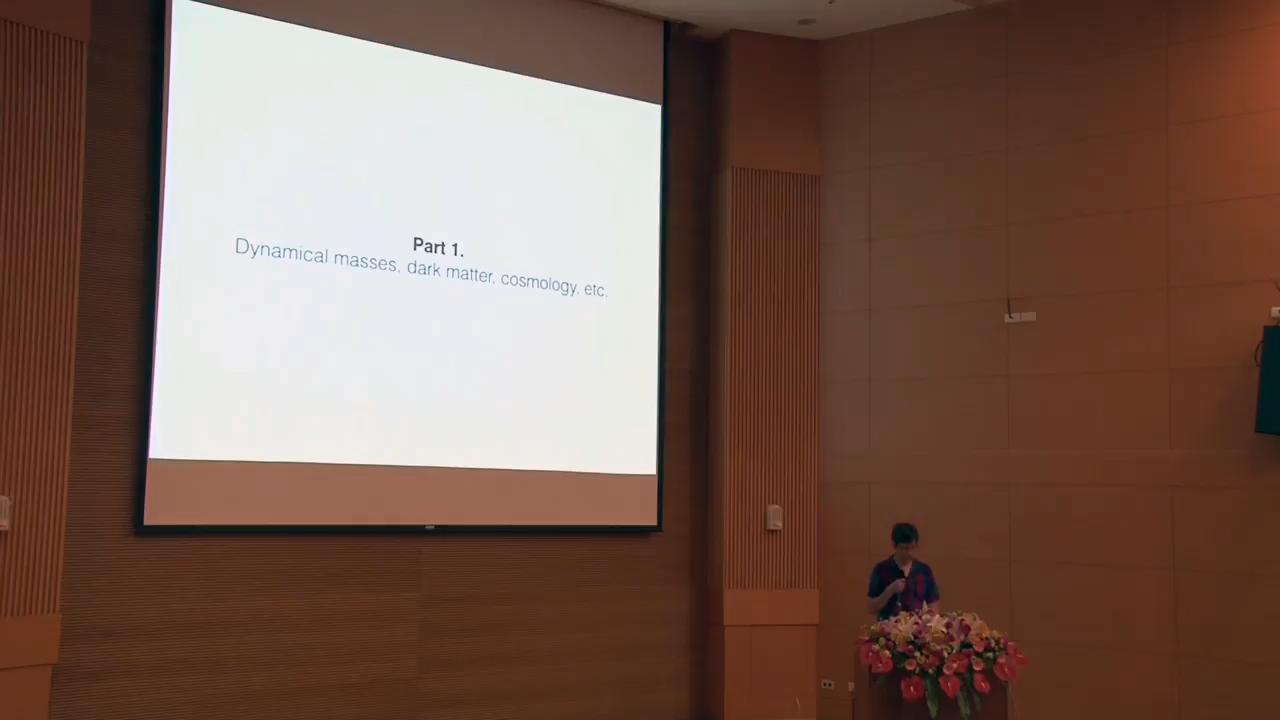 Part 1.
Dynamical masses, dark matter, cosmology, etc.